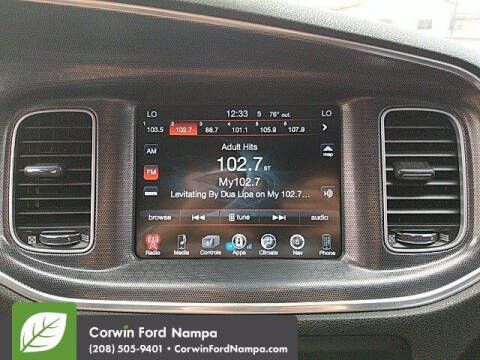 LO 12:33 S 76° out. LO
1 2 3 4 5 6
103.5 102.7 88.7 101.1 105.9 107.9
Adult Hits
AM
102.7 ST
map
FM
My102.7
Levitating By Dua Lipa on My 102.7...
browse tune audio
Radio Media Controls Apps Climate Nav Phone
Corwin Ford Nampa
(208) 505-9401 • CorwinFordNampa.com